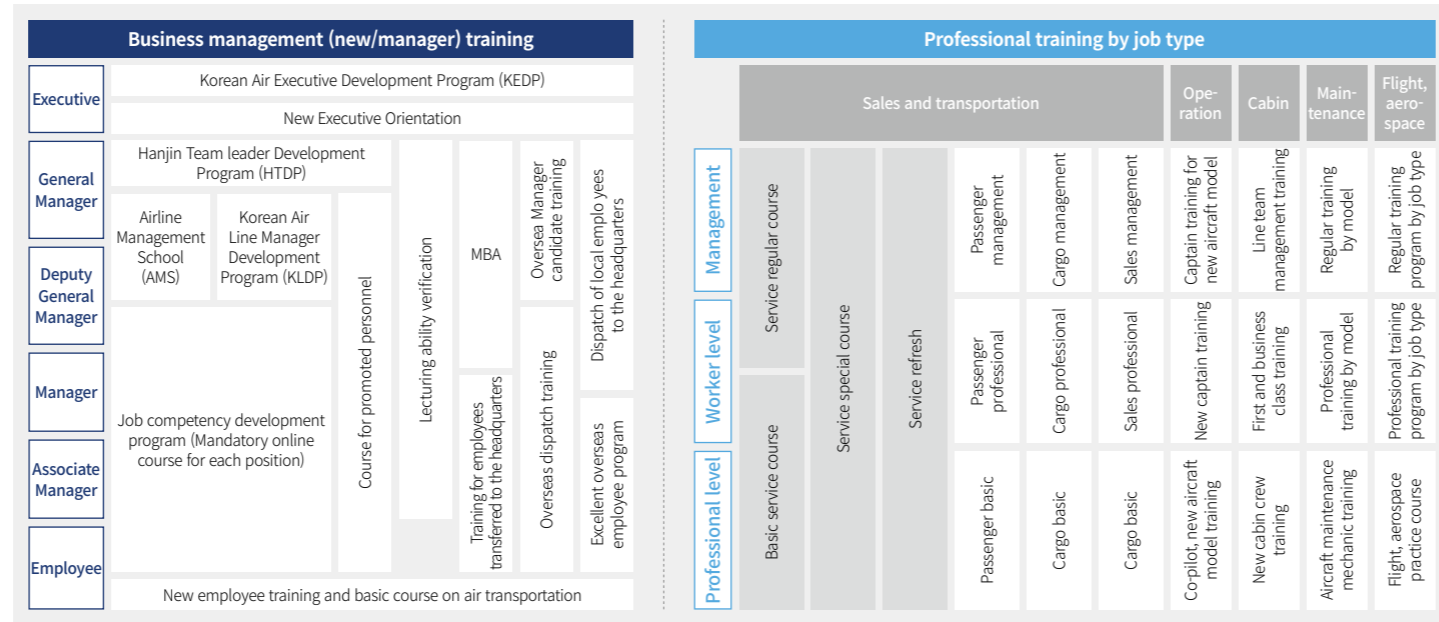 Business management (new/manager) training
Executive
Korean Air Executive Development Program (KEDP)
New Executive Orientation
General
Manager
Deputy
General
Manager
Manager
Associate
Manager
Employee
Hanjin Team leader Development
Program (HTDP)
Airline
Management
School
(AMS)
Korean Air
Line Manager
Development
Program (KLDP)
Job competency development
program (Mandatory online
course for each position)
Course for promoted personnel
Lecturing ability verification
MBA
Training for employees
transferred to the headquarters
Oversea Manager
candidate training
Overseas dispatch training
Dispatch of local employ ees
to the headquarters
Excellent overseas
employee program
New employee training and basic course on air transportation
Professional training by job type
Sales and transportation
Ope-
ration
Cabin
Main-
tenance
Flight,
aero-
space
Management
Worker level
Professional level
Service regular course
Basic service course
Service special course
Service refresh
Passenger
management
Cargo management
Sales management
Captain training for
new aircraft model
Line team
management training
Regular training
by model
Regular training
program by job type
Passenger
professional
Cargo professional
Sales professional
New captain training
First and business
class training
Professional
training by model
Professional training
program by job type
Passenger basic
Cargo basic
Cargo basic
Co-pilot, new aircraft
model training
New cabin crew
training
Aircraft maintenance
mechanic training
Flight, aerospace
practice course